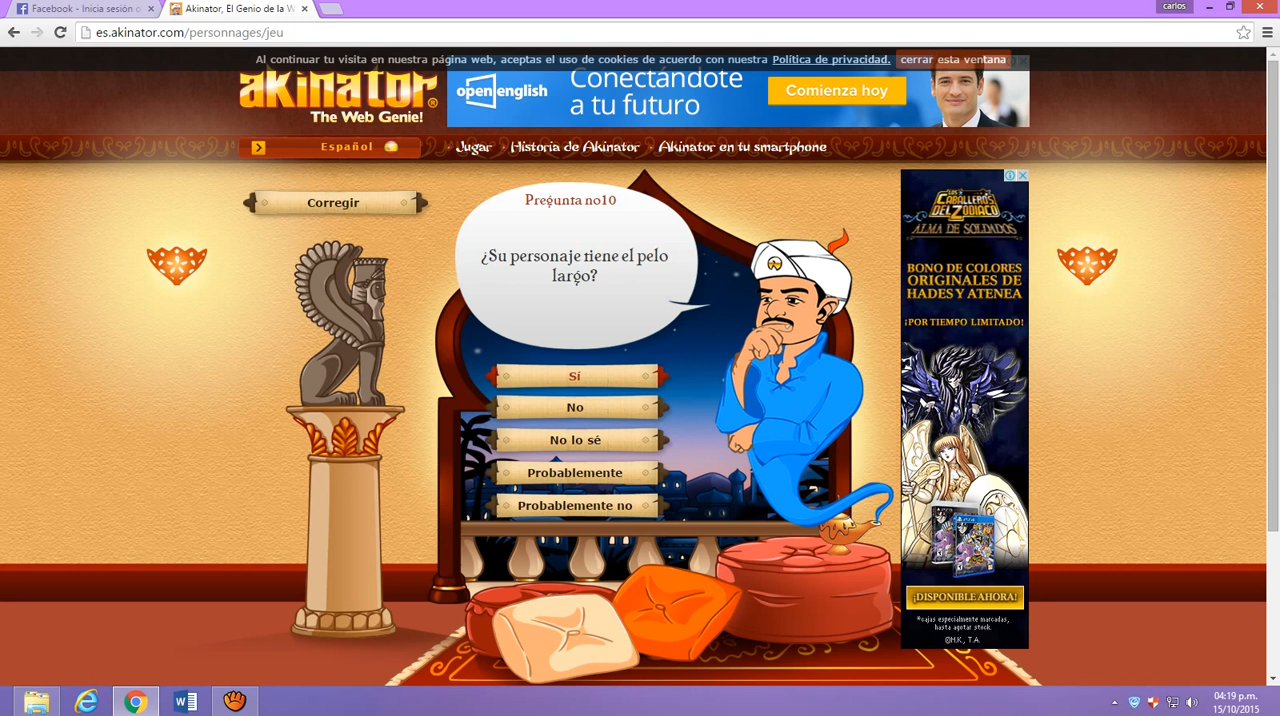 Facebook - Inicia sesión o
Akinator, El Genio de la W
carlos
es.akinator.com/personnages/jeu
Al continuar tu visita en nuestra página web, aceptas el uso de cookies de acuerdo con nuestra Política de privacidad. cerrar esta ventana
akinator®
The Web Genie!
openenglish
Conectándote
a tu futuro
Comienza hoy
Español
Jugar
Historia de Akinator
Akinator en tu smartphone
Corregir
Pregunta no10
¿Su personaje tiene el pelo
largo?
Sí
No
No lo sé
Probablemente
Probablemente no
LOS
CABALLEROS
DEL ZODIACO
ALMA DE SOLDADOS
BONO DE COLORES
ORIGINALES DE
HADES Y ATENEA
¡POR TIEMPO LIMITADO!
PS4
¡DISPONIBLE AHORA!
*cajas especialmente marcadas,
hasta agotar stock.
©H.K., T.A.
04:19 p.m.
15/10/2015